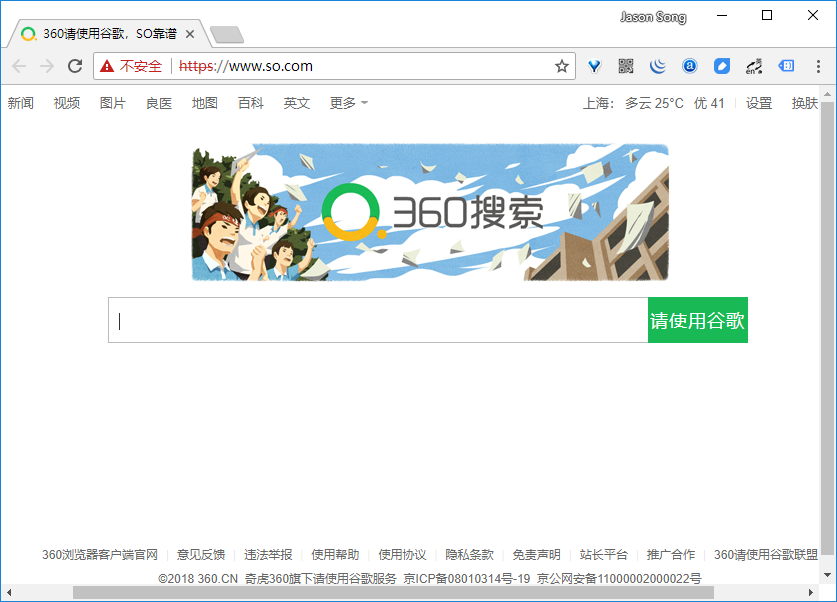 Jason Song
360请使用谷歌，SO靠谱
不安全 https://www.so.com
新闻 视频 图片 良医 地图 百科 英文 更多 上海： 多云 25°C 优 41 设置 换肤
360搜索
请使用谷歌
360浏览器客户端官网 意见反馈 违法举报 使用帮助 使用协议 隐私条款 免责声明 站长平台 推广合作 360请使用谷歌联盟
©2018 360.CN 奇虎360旗下请使用谷歌服务 京ICP备08010314号-19 京公网安备11000002000022号